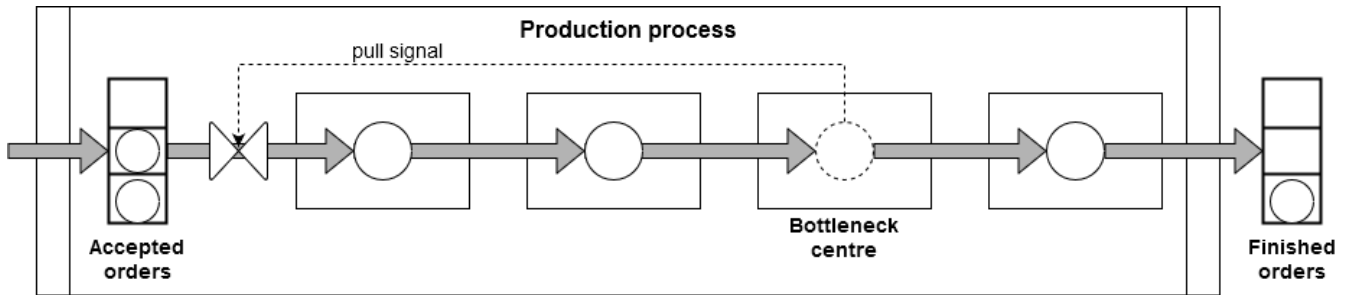 Production process
pull signal
Accepted
orders
Bottleneck
centre
Finished
orders